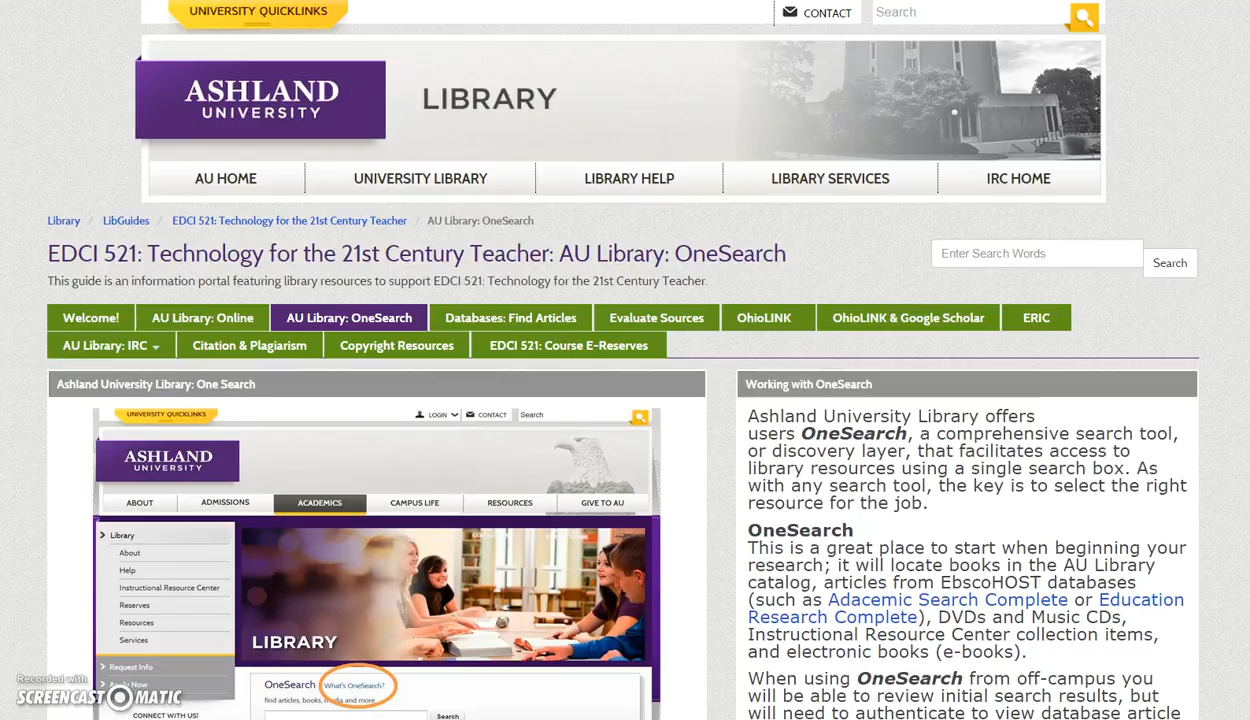 UNIVERSITY QUICKLINKS
CONTACT
Search
ASHLAND
UNIVERSITY
LIBRARY
AU HOME
UNIVERSITY LIBRARY
LIBRARY HELP
LIBRARY SERVICES
IRC HOME
Library / LibGuides / EDCI 521: Technology for the 21st Century Teacher / AU Library: OneSearch
EDCI 521: Technology for the 21st Century Teacher: AU Library: OneSearch
Enter Search Words
Search
This guide is an information portal featuring library resources to support EDCI 521: Technology for the 21st Century Teacher.
Welcome!
AU Library: Online
AU Library: OneSearch
Databases: Find Articles
Evaluate Sources
OhioLINK
OhioLINK & Google Scholar
ERIC
AU Library: IRC
Citation & Plagiarism
Copyright Resources
EDCI 521: Course E-Reserves
Ashland University Library: One Search
UNIVERSITY QUICKLINKS
LOGIN
CONTACT
Search
ASHLAND
UNIVERSITY
ABOUT
ADMISSIONS
ACADEMICS
CAMPUS LIFE
RESOURCES
GIVE TO AU
Library
About
Help
Instructional Resource Center
Reserves
Resources
Services
Request Info
Apply Now
CONNECT WITH US!
LIBRARY
OneSearch What's OneSearch?
find articles, books, media and more
Search
Working with OneSearch
Ashland University Library offers
users OneSearch, a comprehensive search tool,
or discovery layer, that facilitates access to
library resources using a single search box. As
with any search tool, the key is to select the right
resource for the job.
OneSearch
This is a great place to start when beginning your
research; it will locate books in the AU Library
catalog, articles from EbscoHOST databases
(such as Adacemic Search Complete or Education
Research Complete), DVDs and Music CDs,
Instructional Resource Center collection items,
and electronic books (e-books).
When using OneSearch from off-campus you
will be able to review initial search results, but
will need to authenticate to view database article
Recorded with
SCREENCAST O MATIC